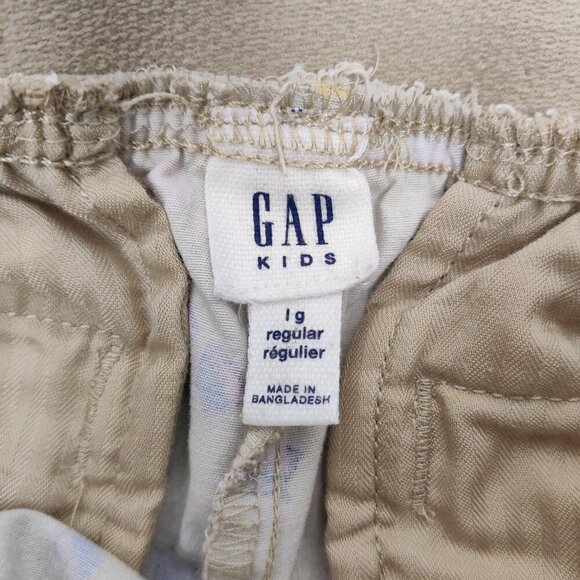 GAP
KIDS
lg
regular
régulier
MADE IN
BANGLADESH